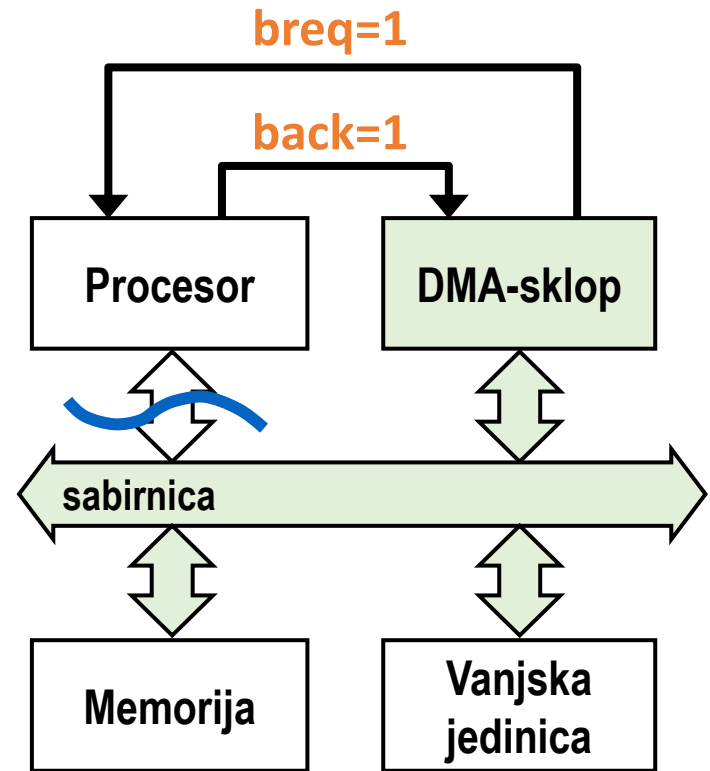 breq=1
back=1
Procesor
DMA-sklop
sabirnica
Memorija
Vanjska
jedinica